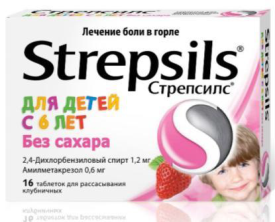 Лечение боли в горле
Strepsils®
Стрепсилс®
ДЛЯ ДЕТЕЙ
С 6 ЛЕТ
Без сахара
2,4-Дихлорбензиловый спирт 1,2 мг
Амилметакрезол 0,6 мг
16 таблеток для рассасывания
клубничных
Strepsils